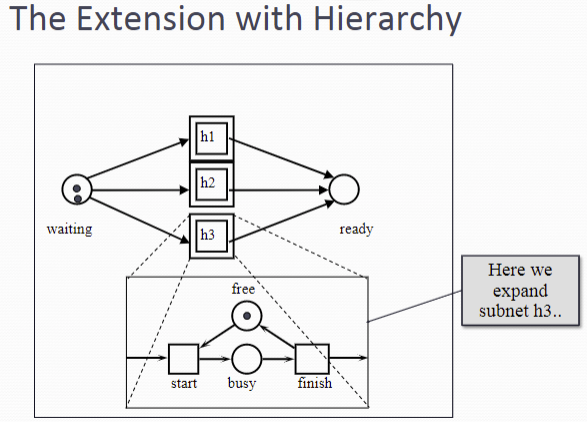 The Extension with Hierarchy
h1
h2
h3
waiting
ready
Here we
expand
subnet h3..
free
start
busy
finish